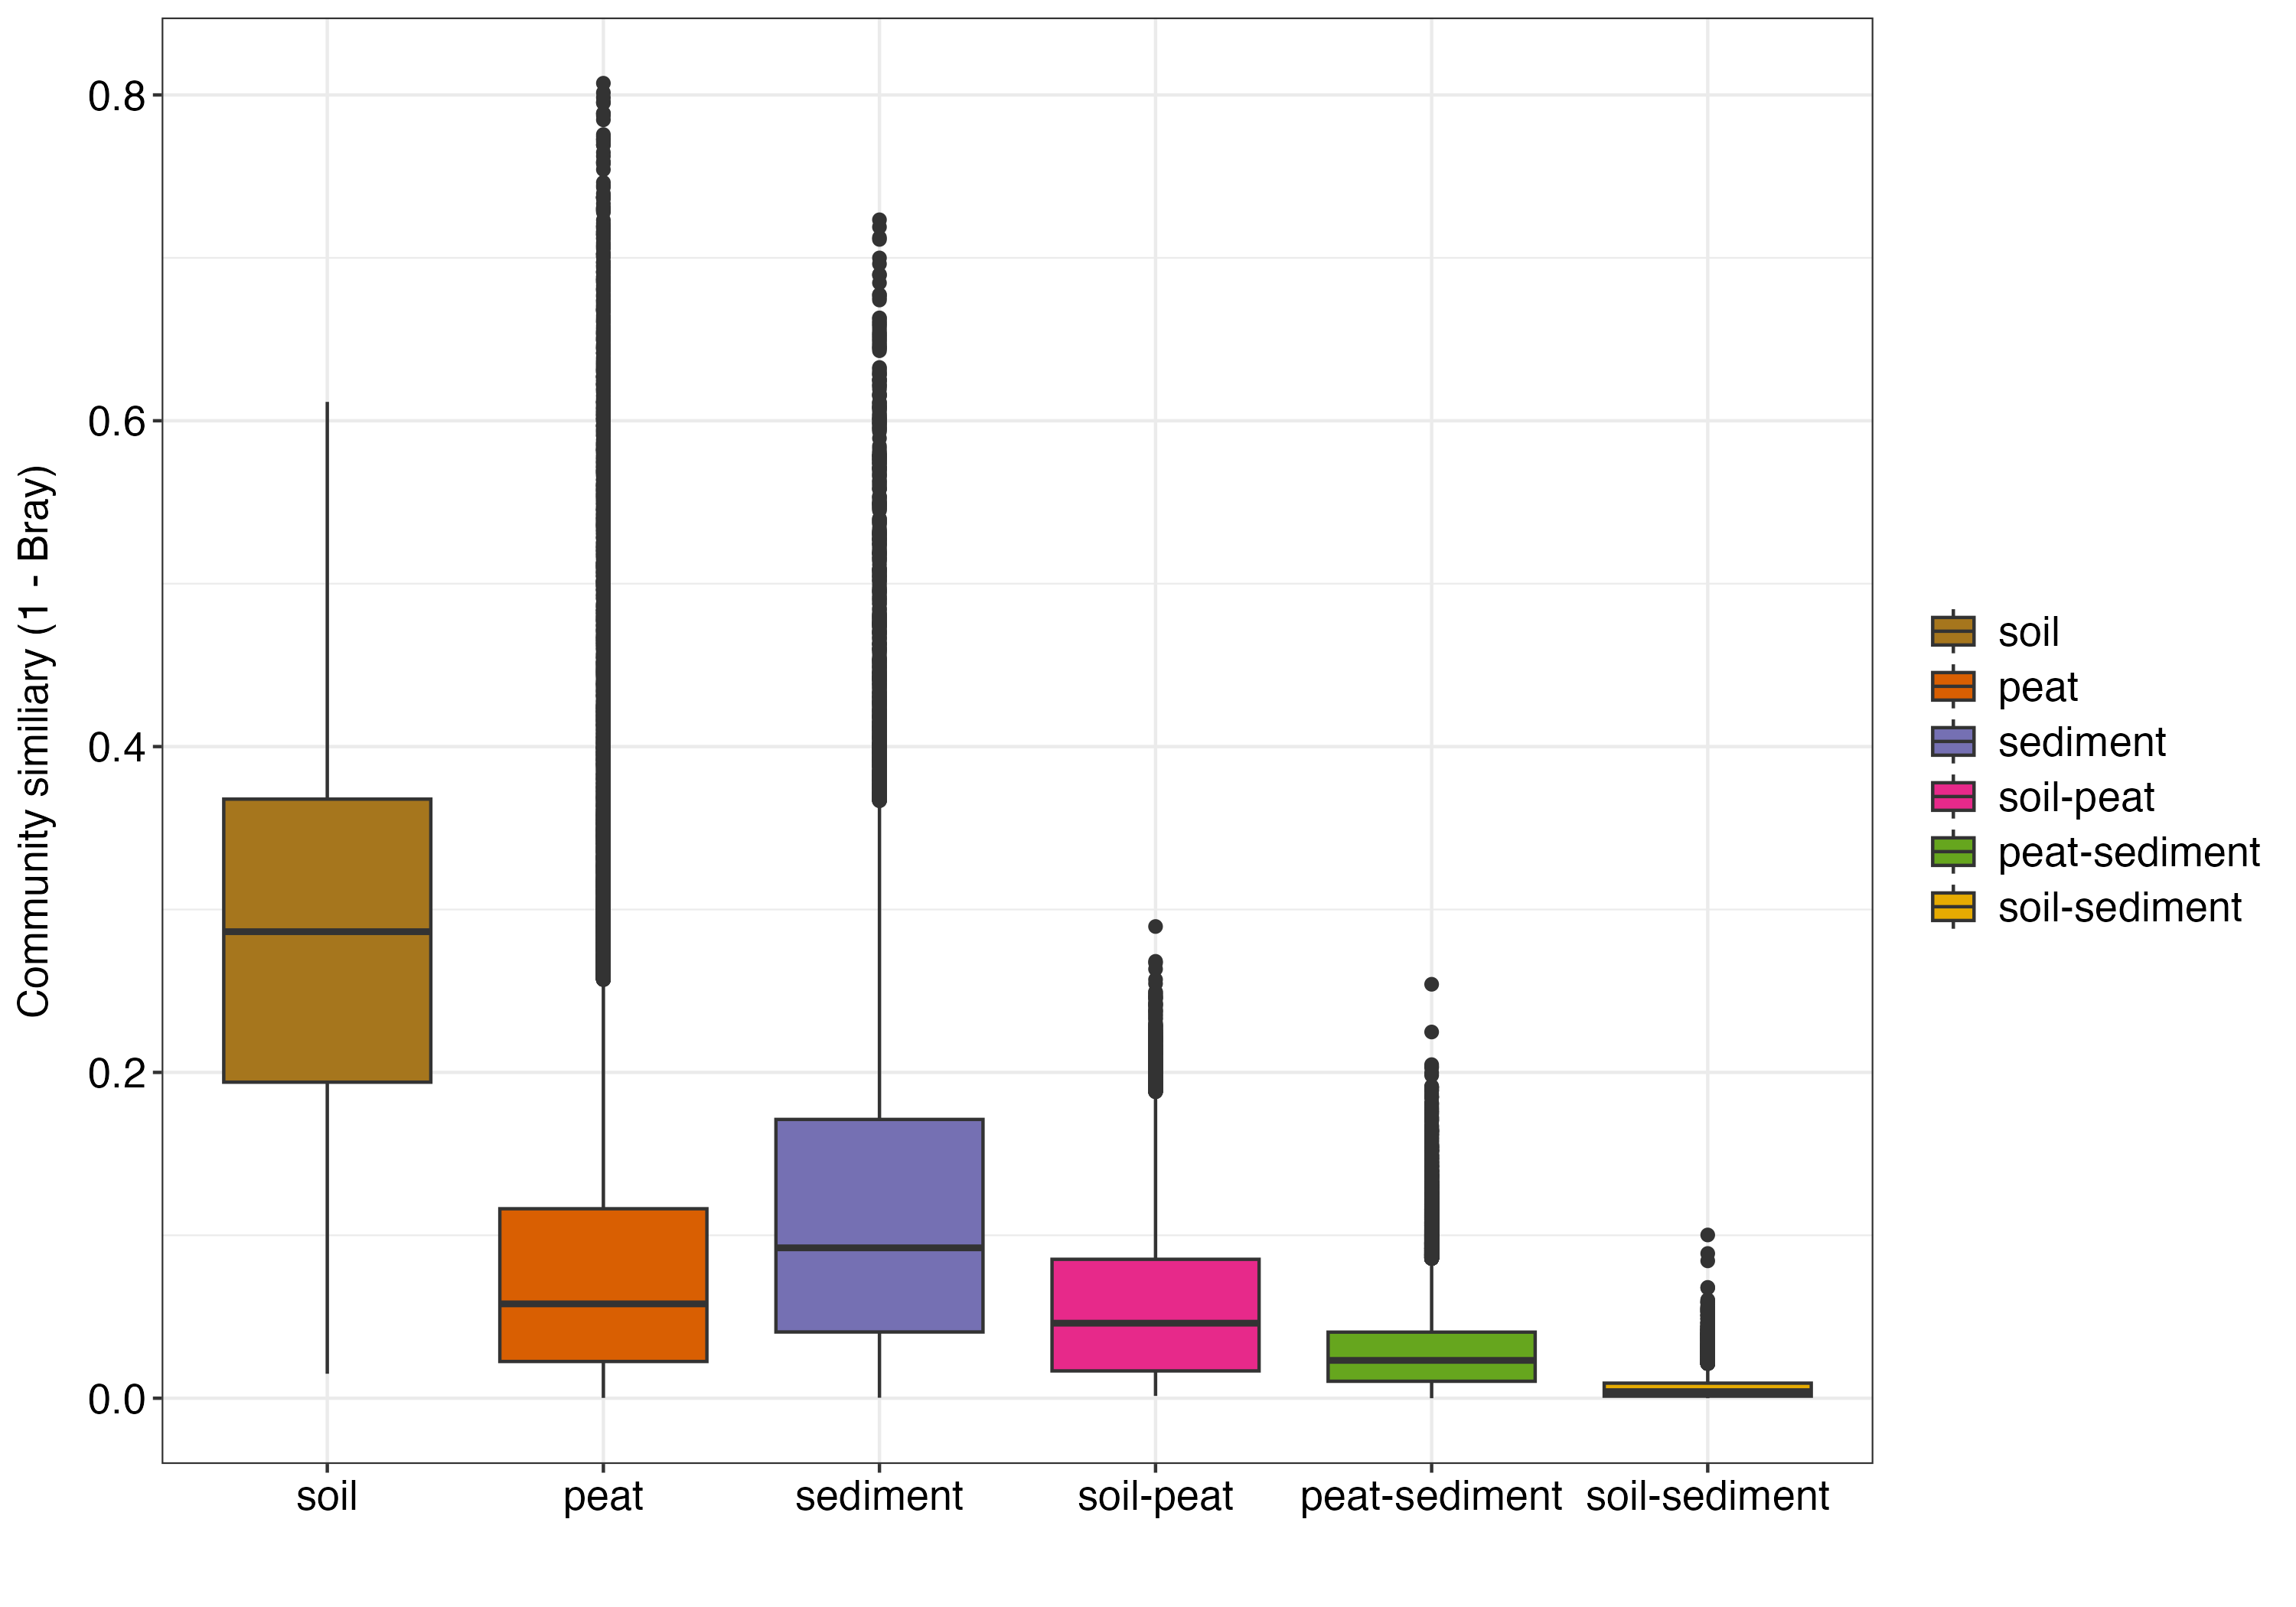 Community similiary (1 - Bray)
0.8
0.6
0.4
0.2
0.0
soil
peat
sediment
soil-peat
peat-sediment
soil-sediment
soil
peat
sediment
soil-peat
peat-sediment
soil-sediment